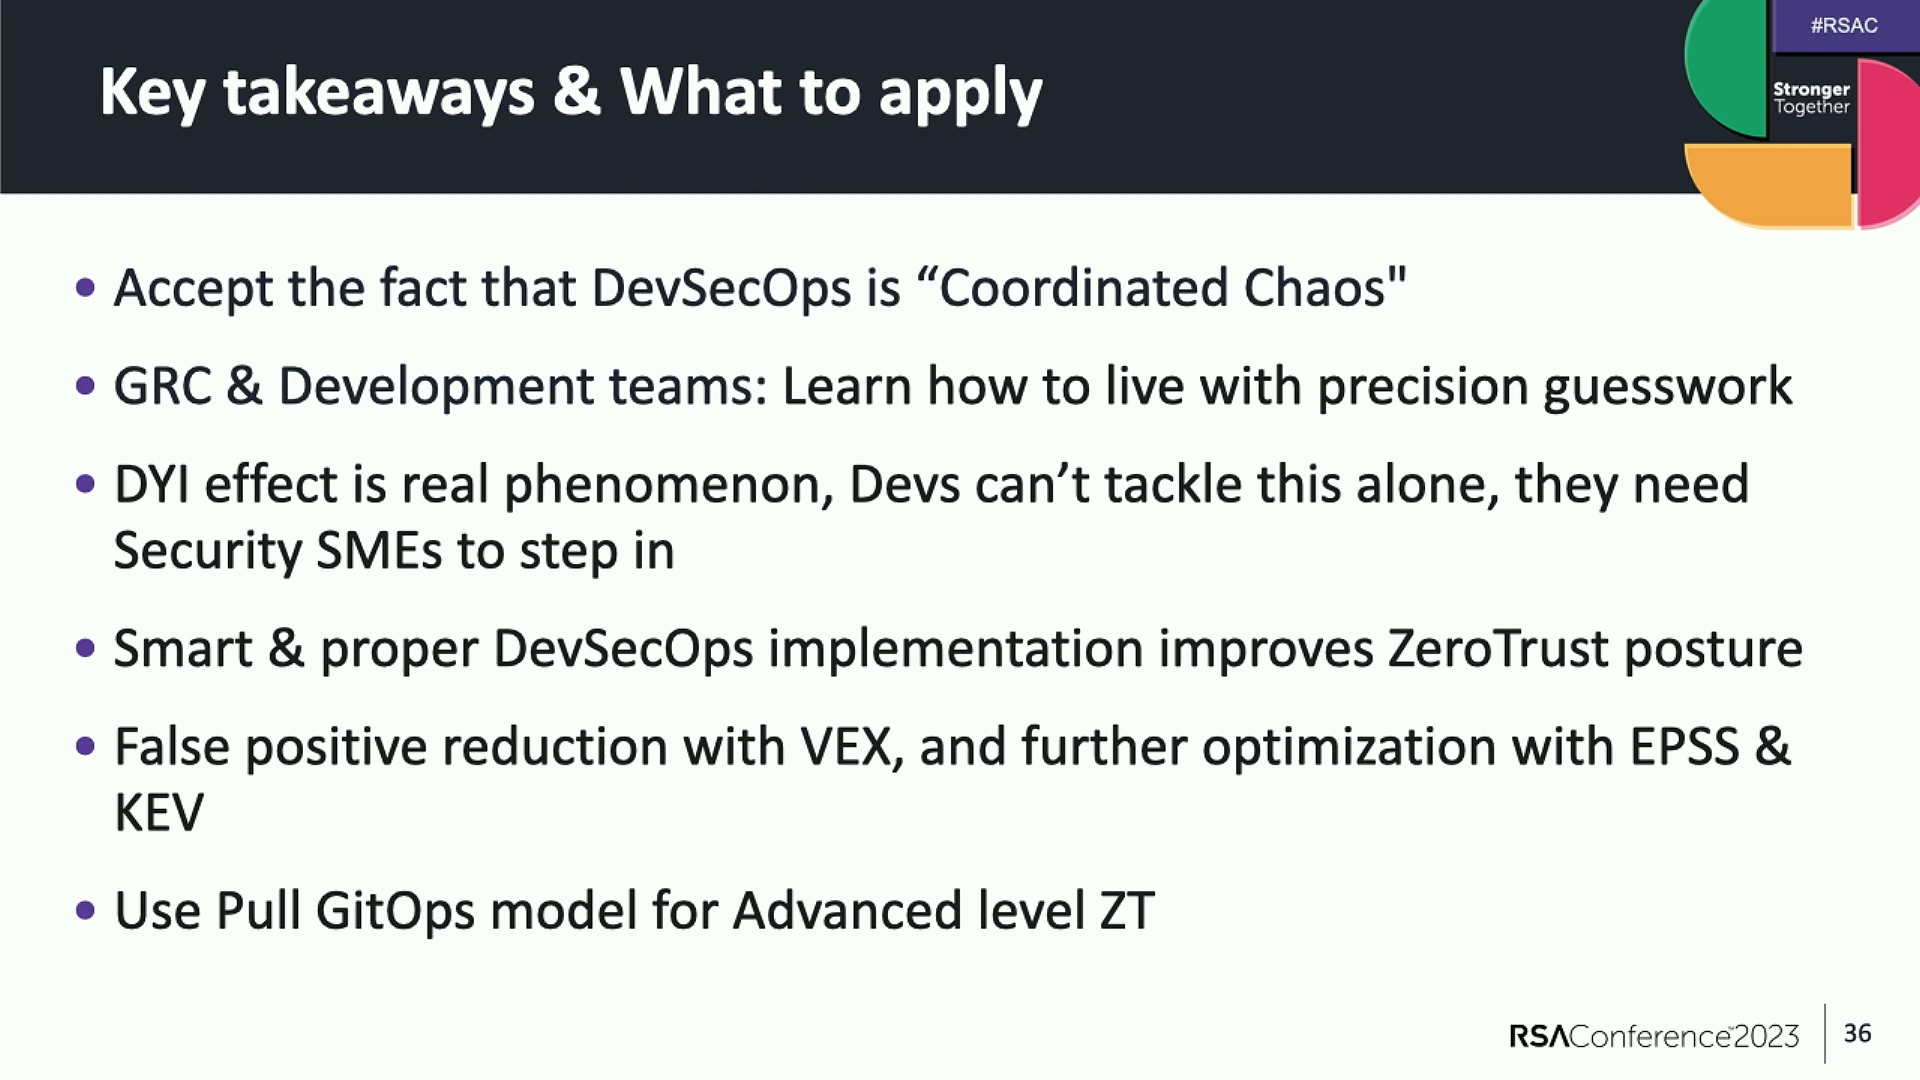 #RSAC
Key takeaways & What to apply
Stronger
Together
• Accept the fact that DevSecOps is “Coordinated Chaos"
• GRC & Development teams: Learn how to live with precision guesswork
• DYI effect is real phenomenon, Devs can’t tackle this alone, they need
Security SMEs to step in
• Smart & proper DevSecOps implementation improves ZeroTrust posture
• False positive reduction with VEX, and further optimization with EPSS &
KEV
• Use Pull GitOps model for Advanced level ZT
RSAConference™2023
36